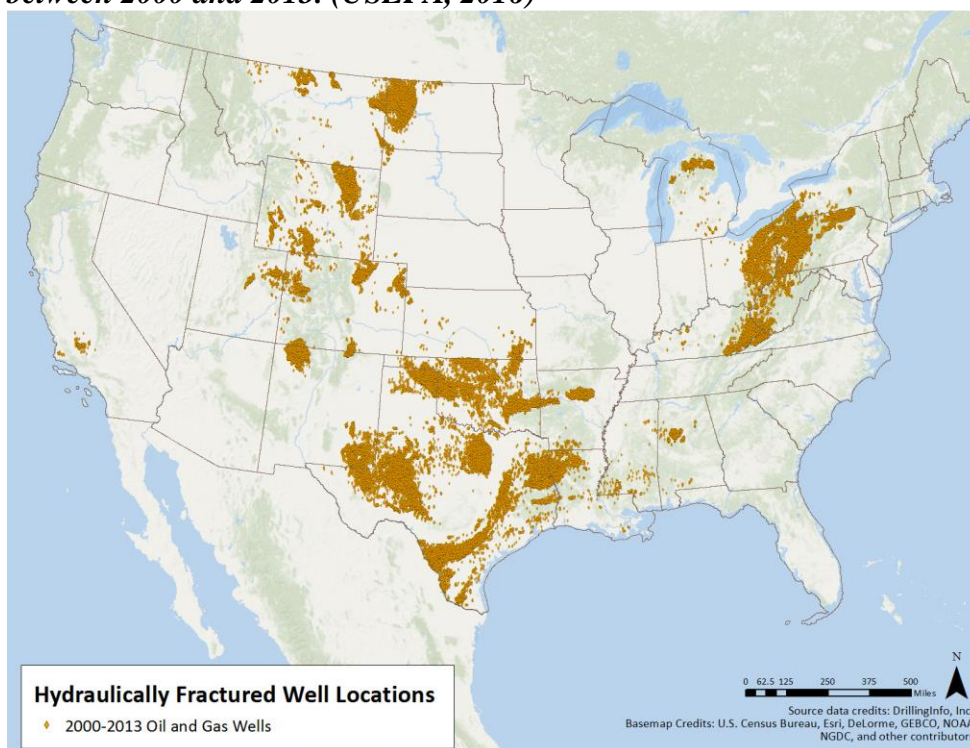 between 2000 and 2013. (USEPA, 2016)
Hydraulically Fractured Well Locations
2000-2013 Oil and Gas Wells
N
0 62.5 125 250 375 500
Miles
Source data credits: DrillingInfo, Inc
Basemap Credits: U.S. Census Bureau, Esri, DeLorme, GEBCO, NOAA
NGDC, and other contributor